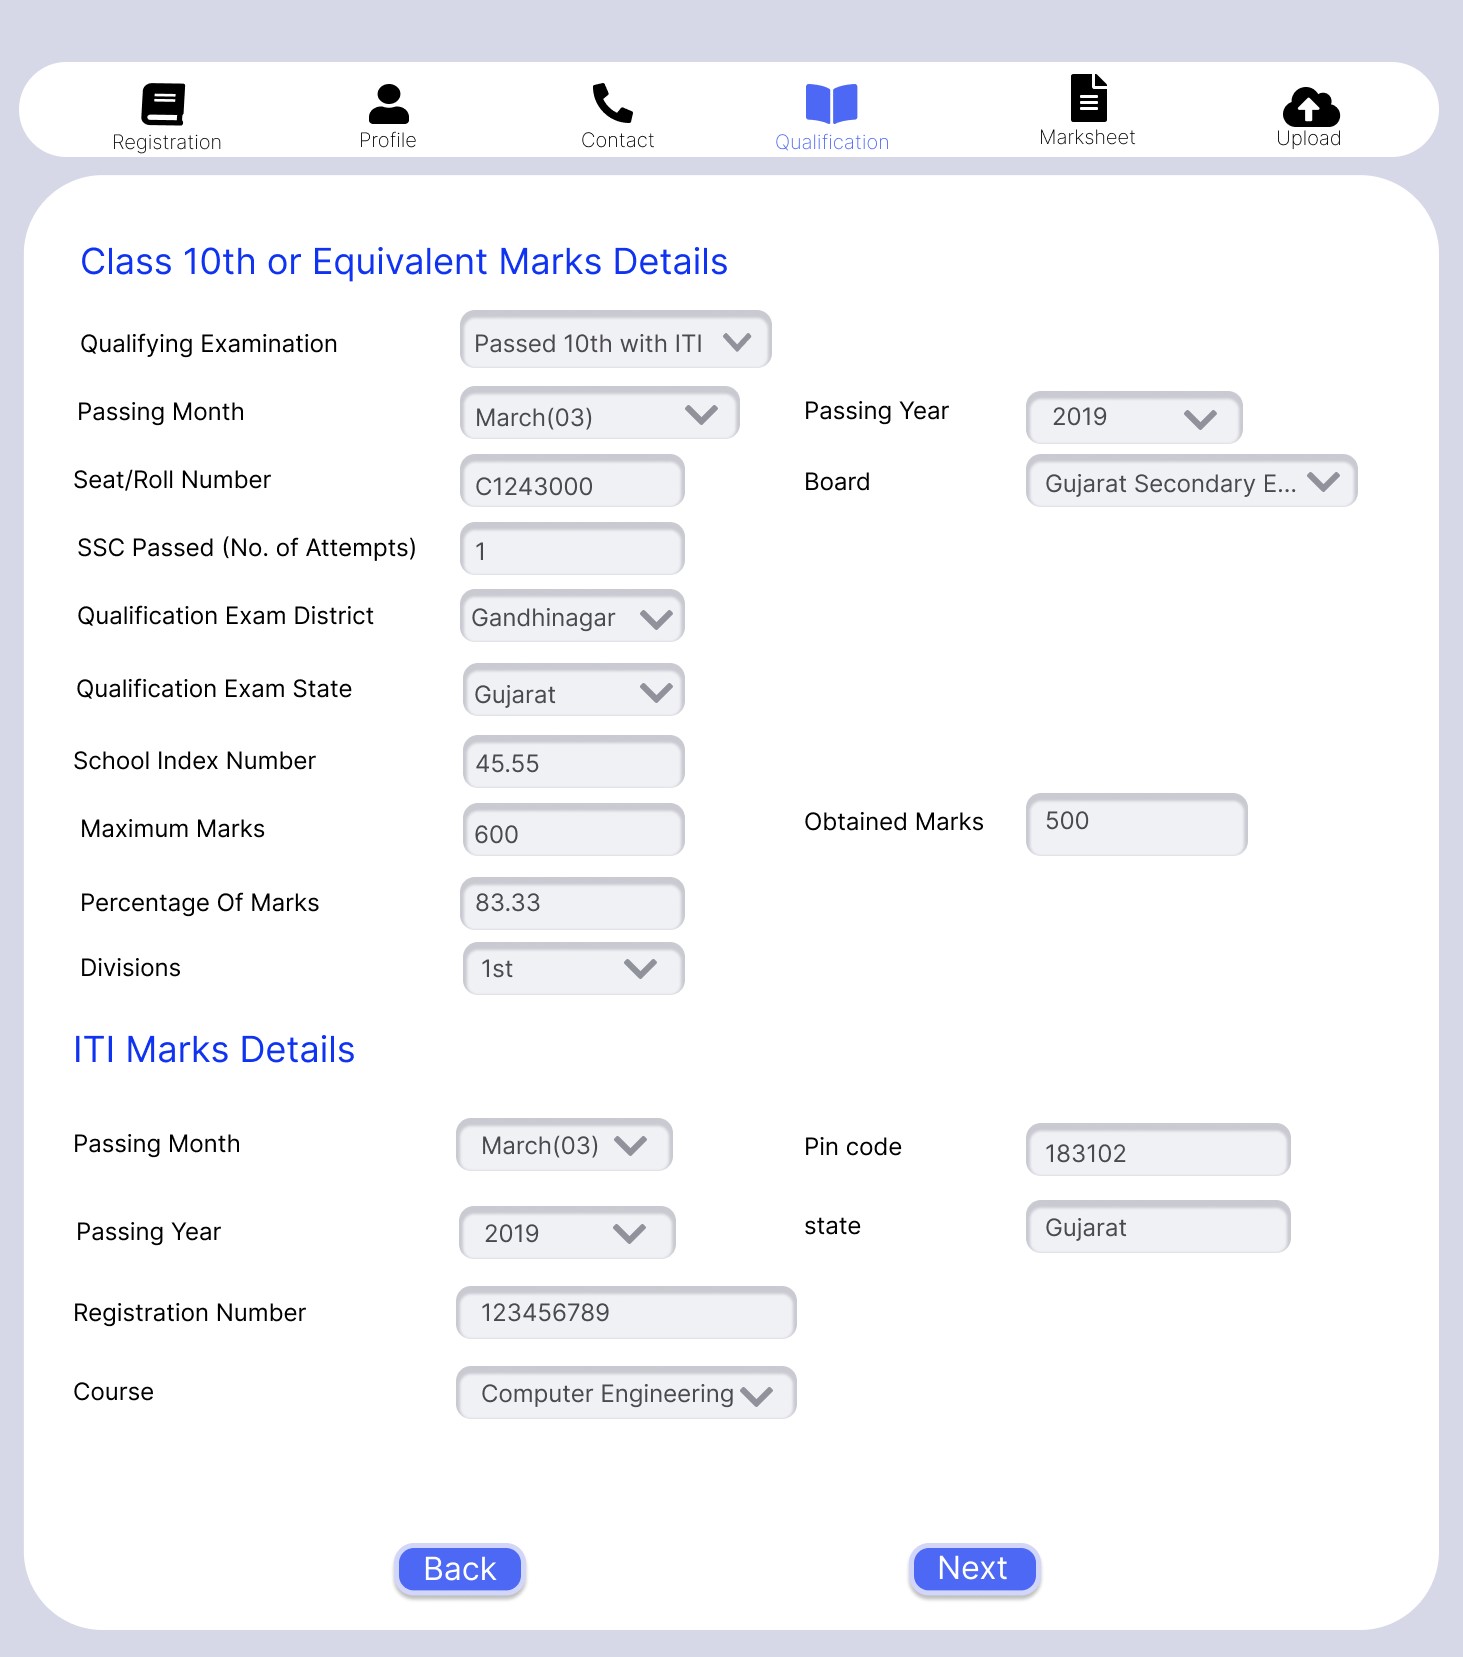 Registration Profile Contact Qualification Marksheet Upload
Class 10th or Equivalent Marks Details
Qualifying Examination Passed 10th with ITI
Passing Month March(03) Passing Year 2019
Seat/Roll Number C1243000 Board Gujarat Secondary E...
SSC Passed (No. of Attempts) 1
Qualification Exam District Gandhinagar
Qualification Exam State Gujarat
School Index Number 45.55
Maximum Marks 600 Obtained Marks 500
Percentage Of Marks 83.33
Divisions 1st
ITI Marks Details
Passing Month March(03) Pin code 183102
Passing Year 2019 state Gujarat
Registration Number 123456789
Course Computer Engineering
Back Next